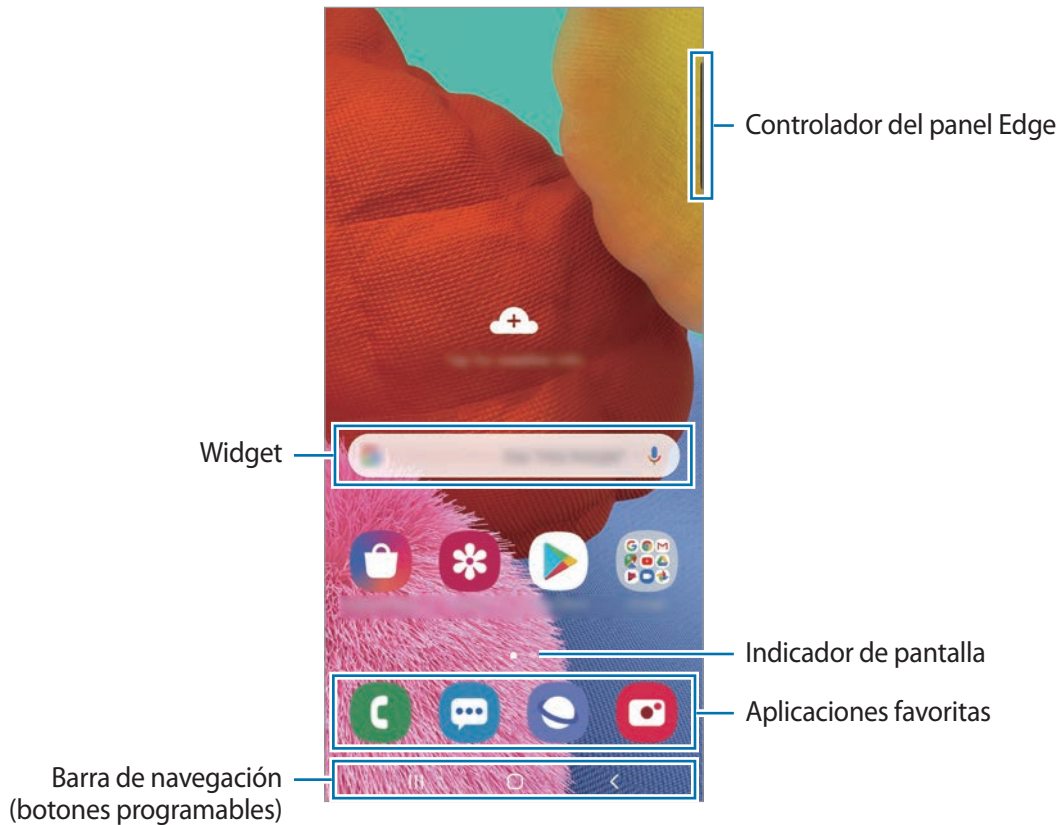 Controlador del panel Edge
Widget
Indicador de pantalla
Aplicaciones favoritas
Barra de navegación
(botones programables)